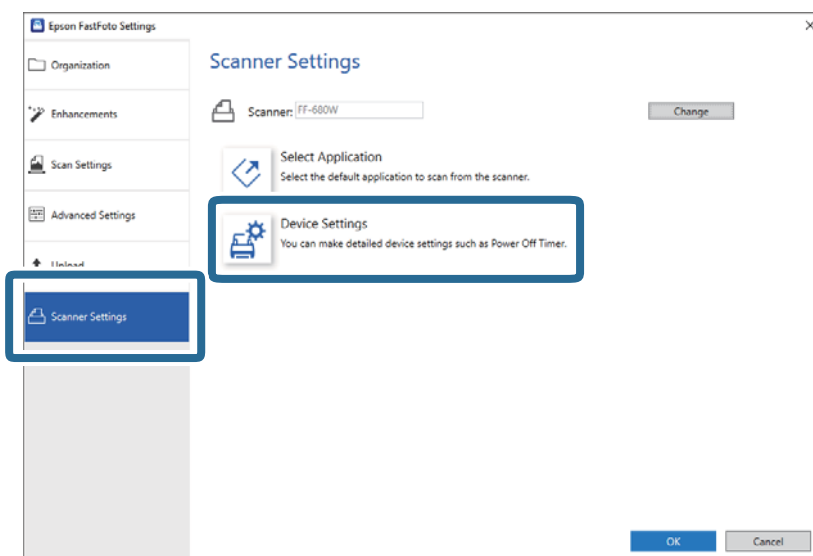 Epson FastFoto Settings
Organization
Enhancements
Scan Settings
Advanced Settings
Upload
Scanner Settings
Scanner Settings
Scanner: FF-680W
Change
Select Application
Select the default application to scan from the scanner.
Device Settings
You can make detailed device settings such as Power Off Timer.
OK
Cancel